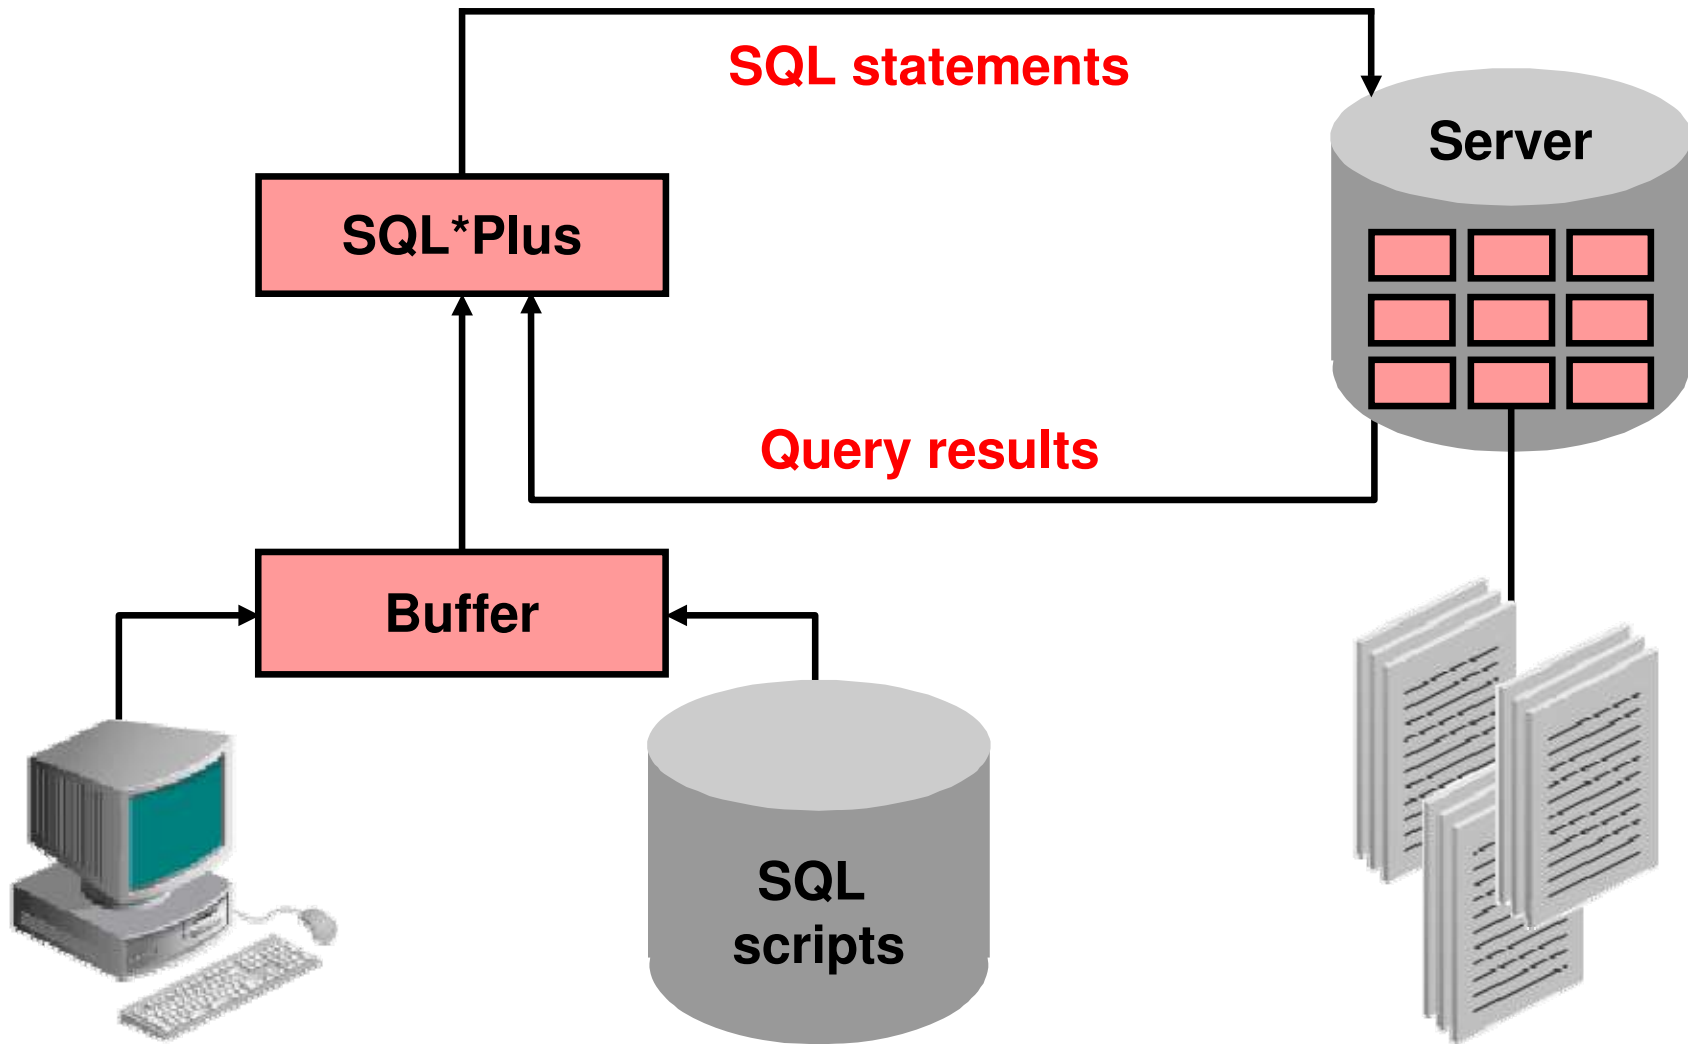 SQL statements
Server
SQL*Plus
Query results
Buffer
SQL
scripts